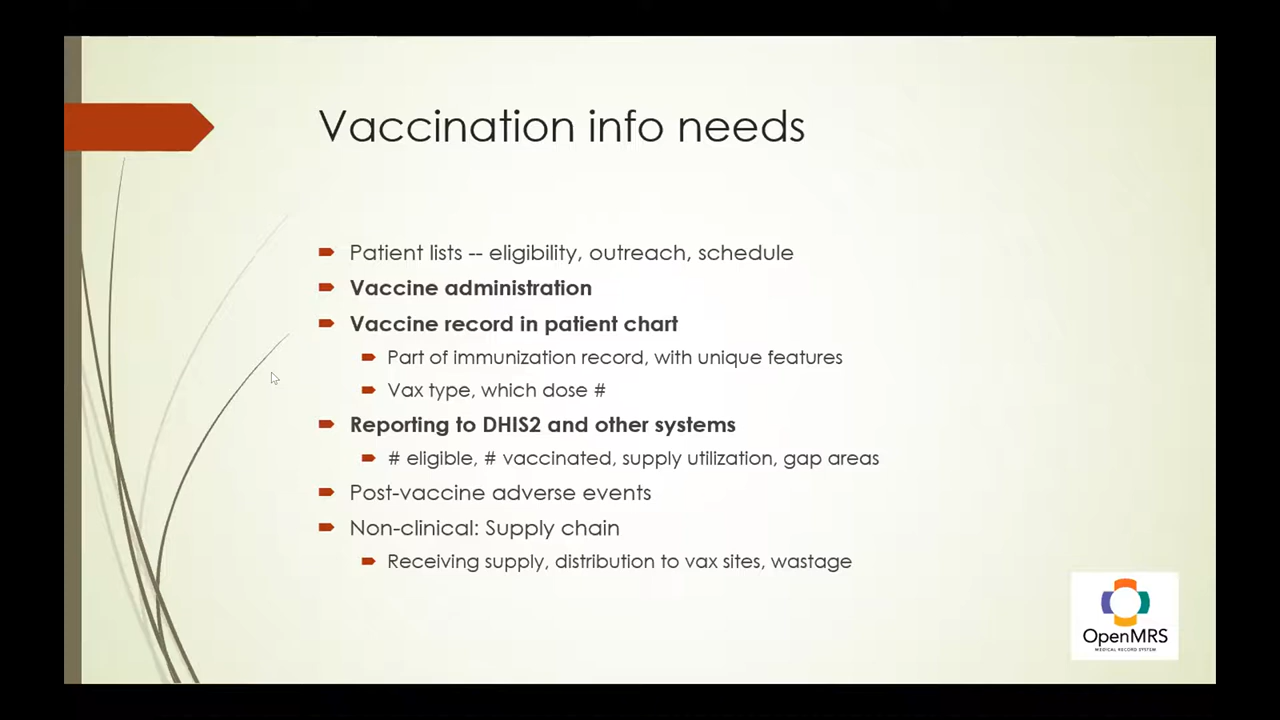 Vaccination info needs
Patient lists -- eligibility, outreach, schedule
Vaccine administration
Vaccine record in patient chart
Part of immunization record, with unique features
Vax type, which dose #
Reporting to DHIS2 and other systems
# eligible, # vaccinated, supply utilization, gap areas
Post-vaccine adverse events
Non-clinical: Supply chain
Receiving supply, distribution to vax sites, wastage
OpenMRS
MEDICAL RECORD SYSTEM